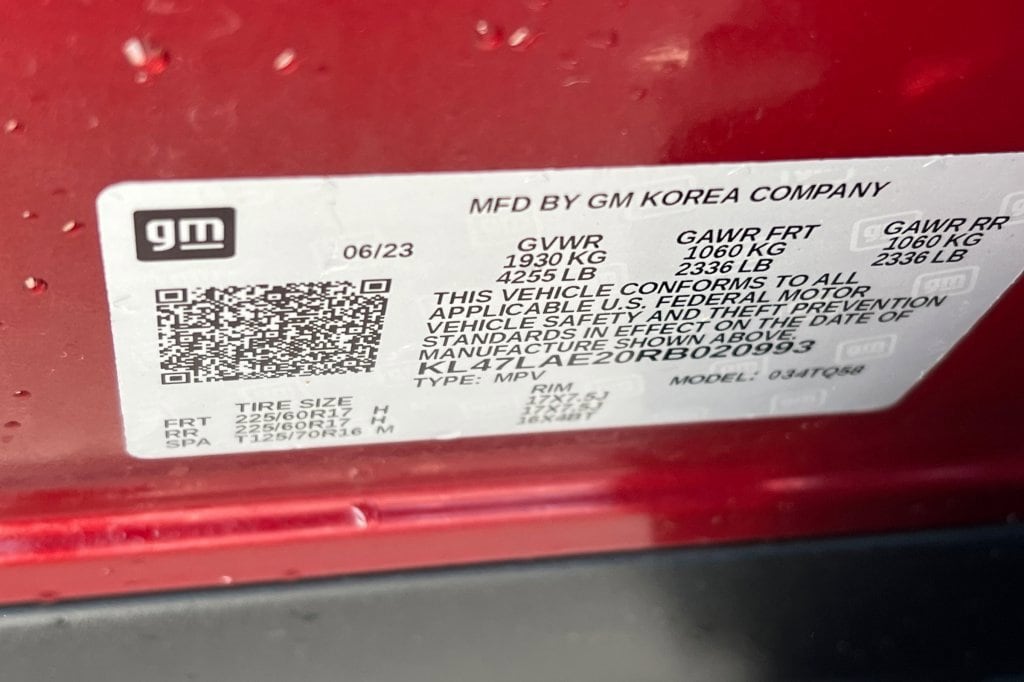 gm
MFD BY GM KOREA COMPANY
06/23
GVWR
1930 KG
4255 LB
GAWR FRT
1060 KG
2336 LB
GAWR RR
1060 KG
2336 LB
THIS VEHICLE CONFORMS TO ALL
APPLICABLE U.S. FEDERAL MOTOR
VEHICLE SAFETY AND THEFT PREVENTION
STANDARDS IN EFFECT ON THE DATE OF
MANUFACTURE SHOWN ABOVE.
KL47LAE20RB020993
TYPE: MPV
MODEL: 034TQ58
TIRE SIZE RIM
FRT 225/60R17 H 17X7.5J
RR 225/60R17 H 17X7.5J
SPA T125/70R16 M 16X4BT